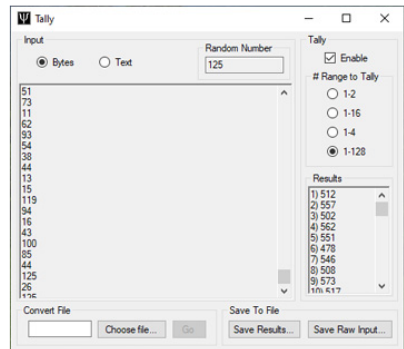 Tally
Input
Bytes
Text
Random Number
125
51
73
11
62
93
54
38
44
13
15
119
94
16
43
100
85
44
125
26
Tally
Enable
# Range to Tally
1-2
1-16
1-4
1-128
Results
1) 512
2) 557
3) 502
4) 562
5) 551
6) 478
7) 546
8) 508
9) 573
10) 517
Convert File
Choose file...
Go
Save To File
Save Results...
Save Raw Input...